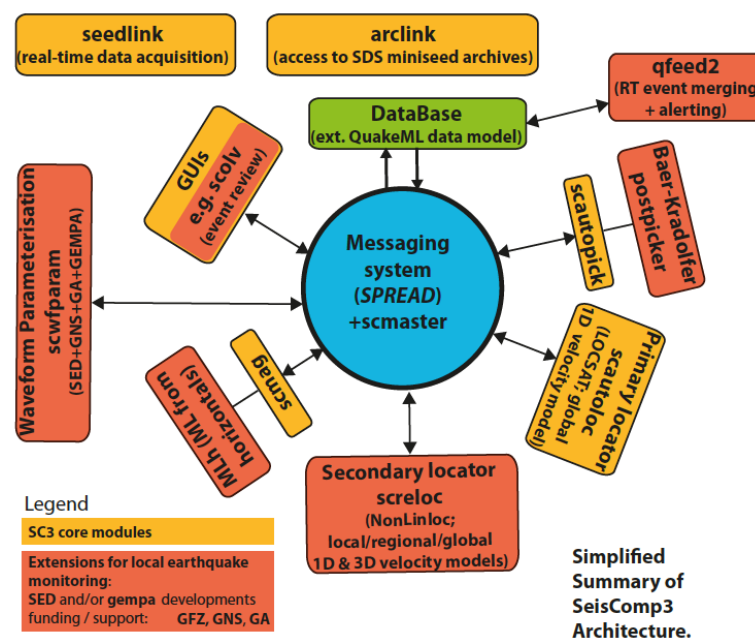 seedlink
(real-time data acquisition)
arclink
(access to SDS miniseed archives)
qfeed2
(RT event merging
+ alerting)
DataBase
(ext. QuakeML data model)
GUIs
e.g. scolv
(event review)
Baer-Kradolfer
postpicker
scautopick
Messaging
system
(SPREAD)
+scmaster
Waveform Parameterisation
scwfparam
(SED+GNS+GA+GEMPA)
Primary locator
scautoloc
(LOCSAT; global
1D velocity model)
scmag
MLh (ML from
horizontals)
Secondary locator
screloc
(NonLinloc;
local/regional/global
1D & 3D velocity models)
Legend
SC3 core modules
Extensions for local earthquake
monitoring:
SED and/or gempa developments
funding / support: GFZ, GNS, GA
Simplified
Summary of
SeisComp3
Architecture.